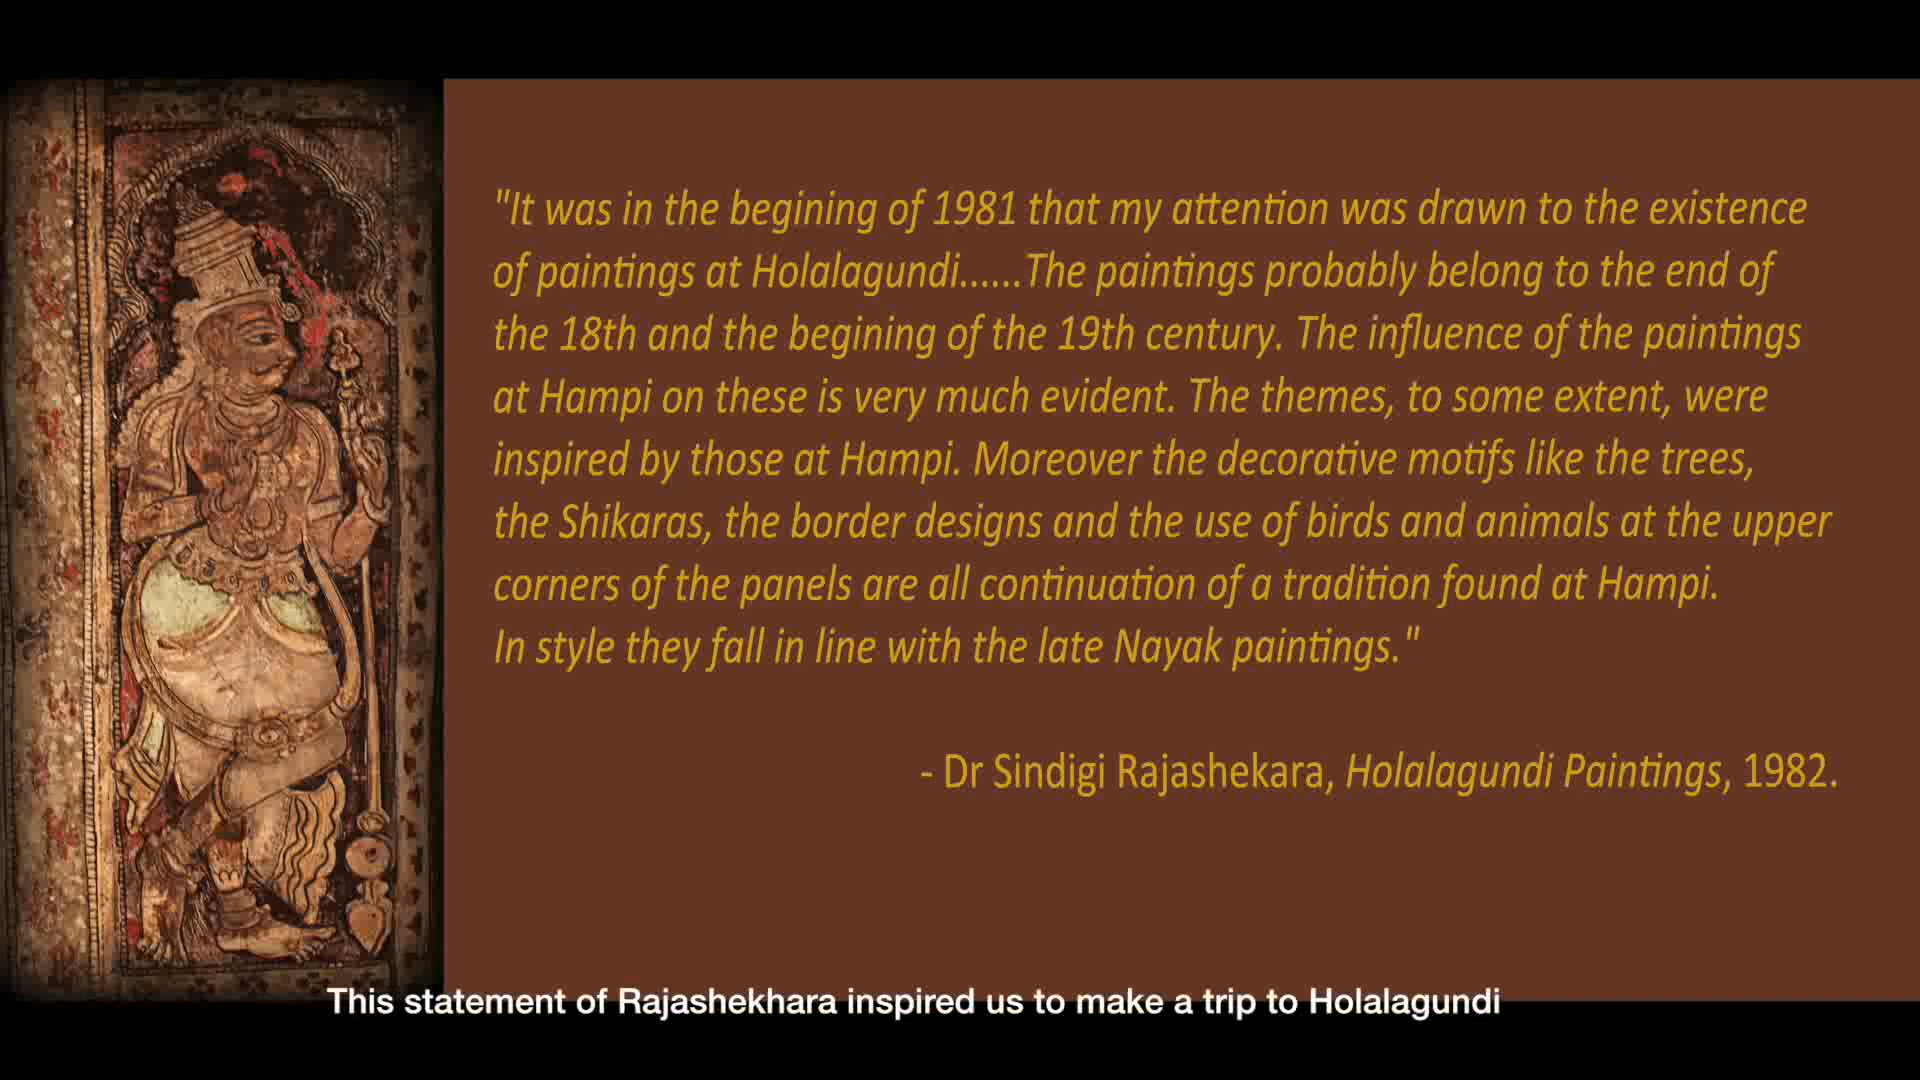 "It was in the begining of 1981 that my attention was drawn to the existence
of paintings at Holalagundi......The paintings probably belong to the end of
the 18th and the begining of the 19th century. The influence of the paintings
at Hampi on these is very much evident. The themes, to some extent, were
inspired by those at Hampi. Moreover the decorative motifs like the trees,
the Shikaras, the border designs and the use of birds and animals at the upper
corners of the panels are all continuation of a tradition found at Hampi.
In style they fall in line with the late Nayak paintings."
- Dr Sindigi Rajashekara, Holalagundi Paintings, 1982.
This statement of Rajashekhara inspired us to make a trip to Holalagundi